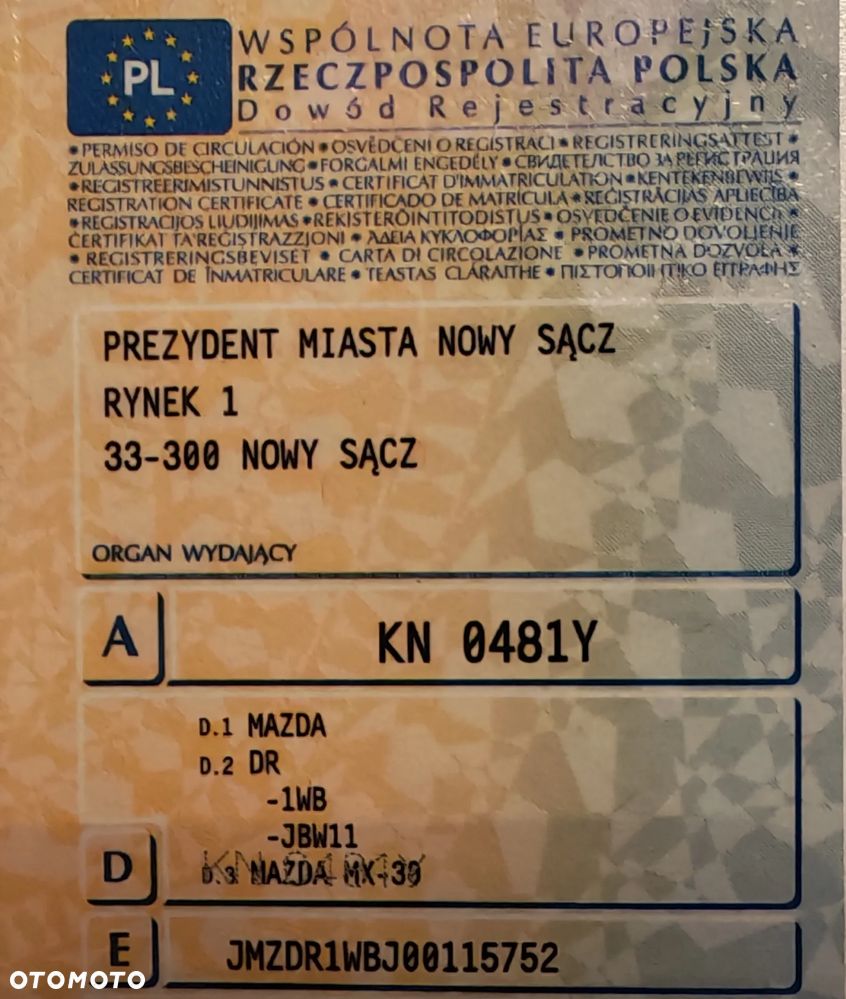 PL
WSPÓLNOTA EUROPEJSKA
RZECZPOSPOLITA POLSKA
Dowód Rejestracyjny
• PERMISO DE CIRCULACIÓN • OSVĚDČENÍ O REGISTRACI • REGISTRERINGSATTEST •
ZULASSUNGSBESCHEINIGUNG • FORGALMI ENGEDÉLY • СВИДЕТЕЛСТВО ЗА РЕГИСТРАЦИЯ
• REGISTREERIMISTUNNISTUS • CERTIFICAT D'IMMATRICULATION • KENTEKENBEWIJS •
REGISTRATION CERTIFICATE • CERTIFICADO DE MATRÍCULA • REĢISTRĀCIJAS APLIECĪBA
• REGISTRACIJOS LIUDIJIMAS • REKISTERÖINTITODISTUS • OSVEDČENIE O EVIDENCII •
ĊERTIFIKAT TA'REĠISTRAZZJONI • ΆΔΕΙΑ ΚΥΚΛΟΦΟΡΊΑΣ • PROMETNO DOVOLJENJE
• REGISTRERINGSBEVISET • CARTA DI CIRCOLAZIONE • PROMETNA DOZVOLA •
CERTIFICAT DE ÎNMATRICULARE • TEASTAS CLÁRAITHE • ΠΙΣΤΟΠΟΙΗΤΙΚΟ ΕΓΓΡΑΦΗΣ
PREZYDENT MIASTA NOWY SĄCZ
RYNEK 1
33-300 NOWY SĄCZ
ORGAN WYDAJĄCY
A
KN 0481Y
D.1 MAZDA
D.2 DR
-1WB
-JBW11
D
D.3 MAZDA MX-30
E
JMZDR1WBJ00115752
OTOMOTO